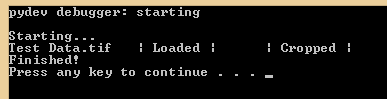 pydev debugger: starting
Starting...
Test Data.tif   | Loaded |      | Cropped |
Finished!
Press any key to continue . . . _